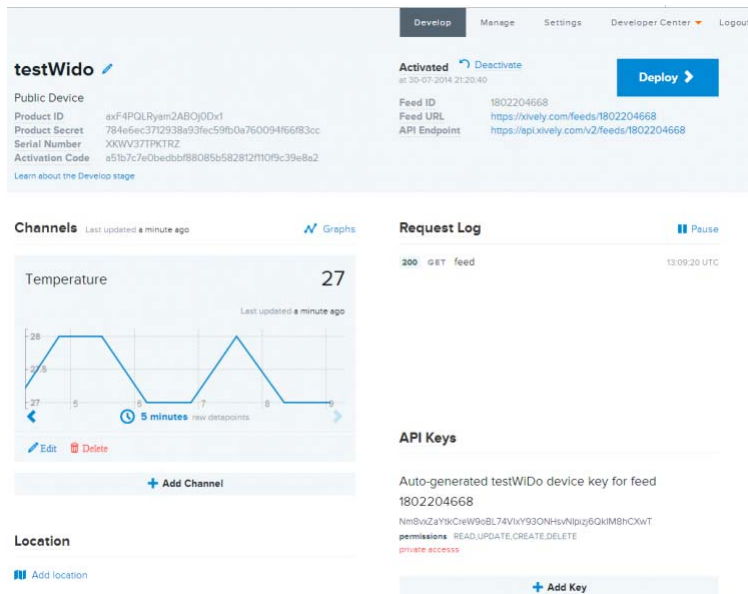 Develop Manage Settings Developer Center Logout
testWido
Public Device
Product ID axF4PQLRyam2ABOj0Dx1
Product Secret 784e6ec3712938a93fec59fb0a760094f66f83cc
Serial Number XKWV37TPKTRZ
Activation Code a51b7c7e0bedbbf88085b582812f110f9c39e8a2
Learn about the Develop stage
Activated Deactivate
at 30-07-2014 21:20:40
Deploy
Feed ID 1802204668
Feed URL https://xively.com/feeds/1802204668
API Endpoint https://api.xively.com/v2/feeds/1802204668
Channels Last updated a minute ago Graphs
Temperature 27
Last updated a minute ago
28
27.5
27
5 6 7 8 9
5 minutes raw datapoints
Edit Delete
+ Add Channel
Location
Add location
Request Log Pause
200 GET feed 13:09:20 UTC
API Keys
Auto-generated testWiDo device key for feed
1802204668
Nm8vxZaYtkCreW9oBL74VlxY93ONHsvNlpizj6QklM8hCXwT
permissions READ,UPDATE,CREATE,DELETE
private accesss
+ Add Key